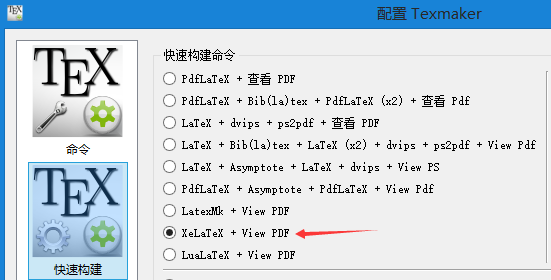 配置 Texmaker
快速构建命令
PdfLaTeX + 查看 PDF
PdfLaTeX + Bib(la)tex + PdfLaTeX (x2) + 查看 Pdf
LaTeX + dvips + ps2pdf + 查看 PDF
LaTeX + Bib(la)tex + LaTeX (x2) + dvips + ps2pdf + View Pdf
LaTeX + Asymptote + LaTeX + dvips + View PS
PdfLaTeX + Asymptote + PdfLaTeX + View Pdf
LatexMk + View PDF
XeLaTeX + View PDF
LuaLaTeX + View PDF
TEX
命令
TEX
快速构建